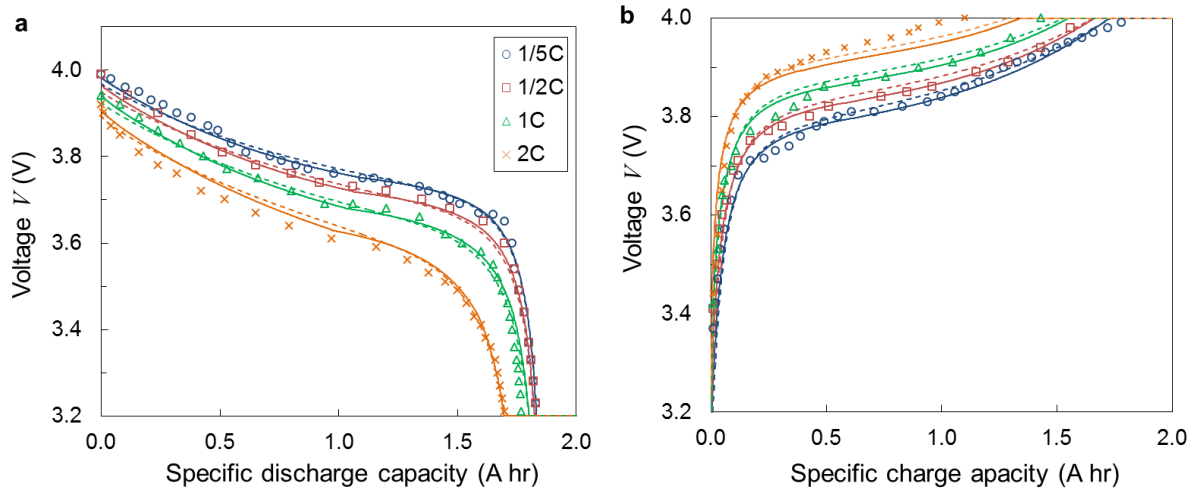 a
Voltage V (V)
4.0
3.8
3.6
3.4
3.2
0.0 0.5 1.0 1.5 2.0
Specific discharge capacity (A hr)
1/5C
1/2C
1C
2C
b
Voltage V (V)
4.0
3.8
3.6
3.4
3.2
0.0 0.5 1.0 1.5 2.0
Specific charge apacity (A hr)